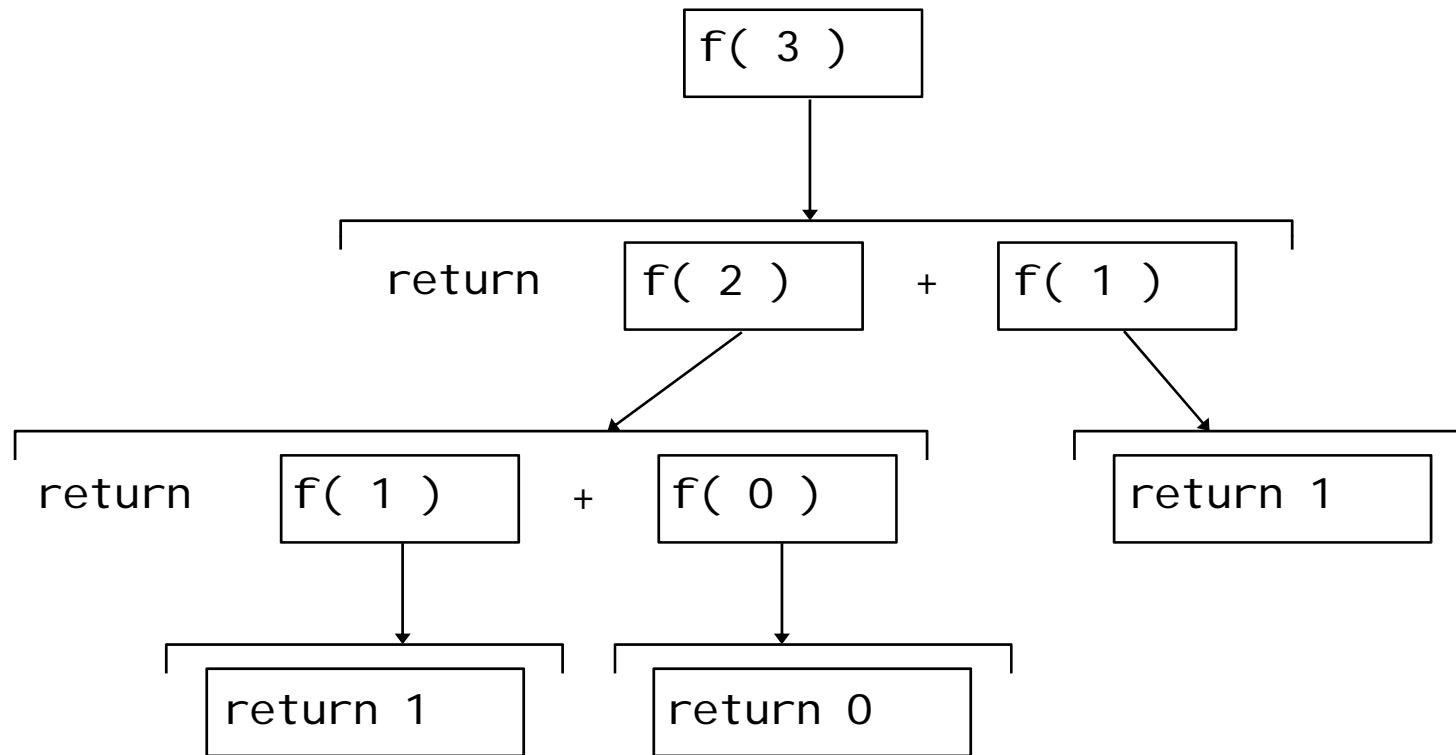 f( 3 )
return f( 2 ) + f( 1 )
return f( 1 ) + f( 0 ) return 1
return 1 return 0